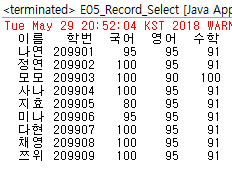 <terminated> E05_Record_Select [Java App
Tue May 29 20:52:04 KST 2018 WARN
이름 학번 국어 영어 수학
나연 209901 95 95 91
정연 209902 100 95 91
모모 209903 100 90 100
사나 209904 100 95 91
지효 209905 80 95 91
미나 209906 95 95 91
다현 209907 100 95 91
채영 209908 100 95 91
쯔위 209909 100 95 91